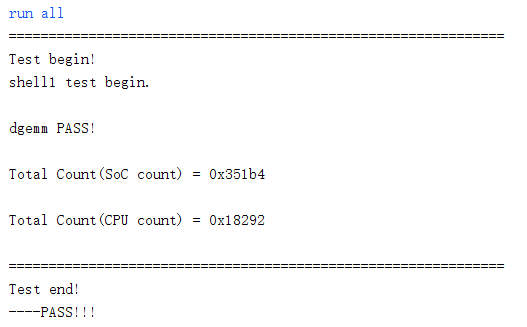 run all
==============================================================
Test begin!
shell1 test begin.
dgemm PASS!
Total Count(SoC count) = 0x351b4
Total Count(CPU count) = 0x18292
==============================================================
Test end!
----PASS!!!